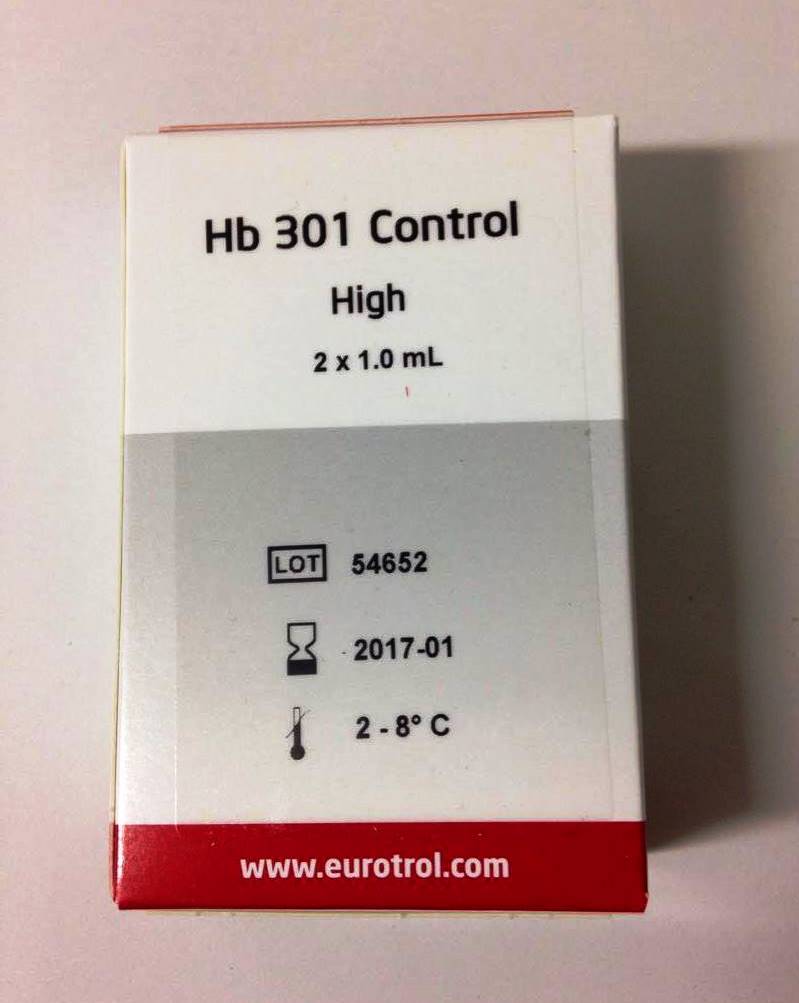 Hb 301 Control
High
2 x 1.0 mL
LOT 54652
2017-01
2 - 8° C
www.eurotrol.com